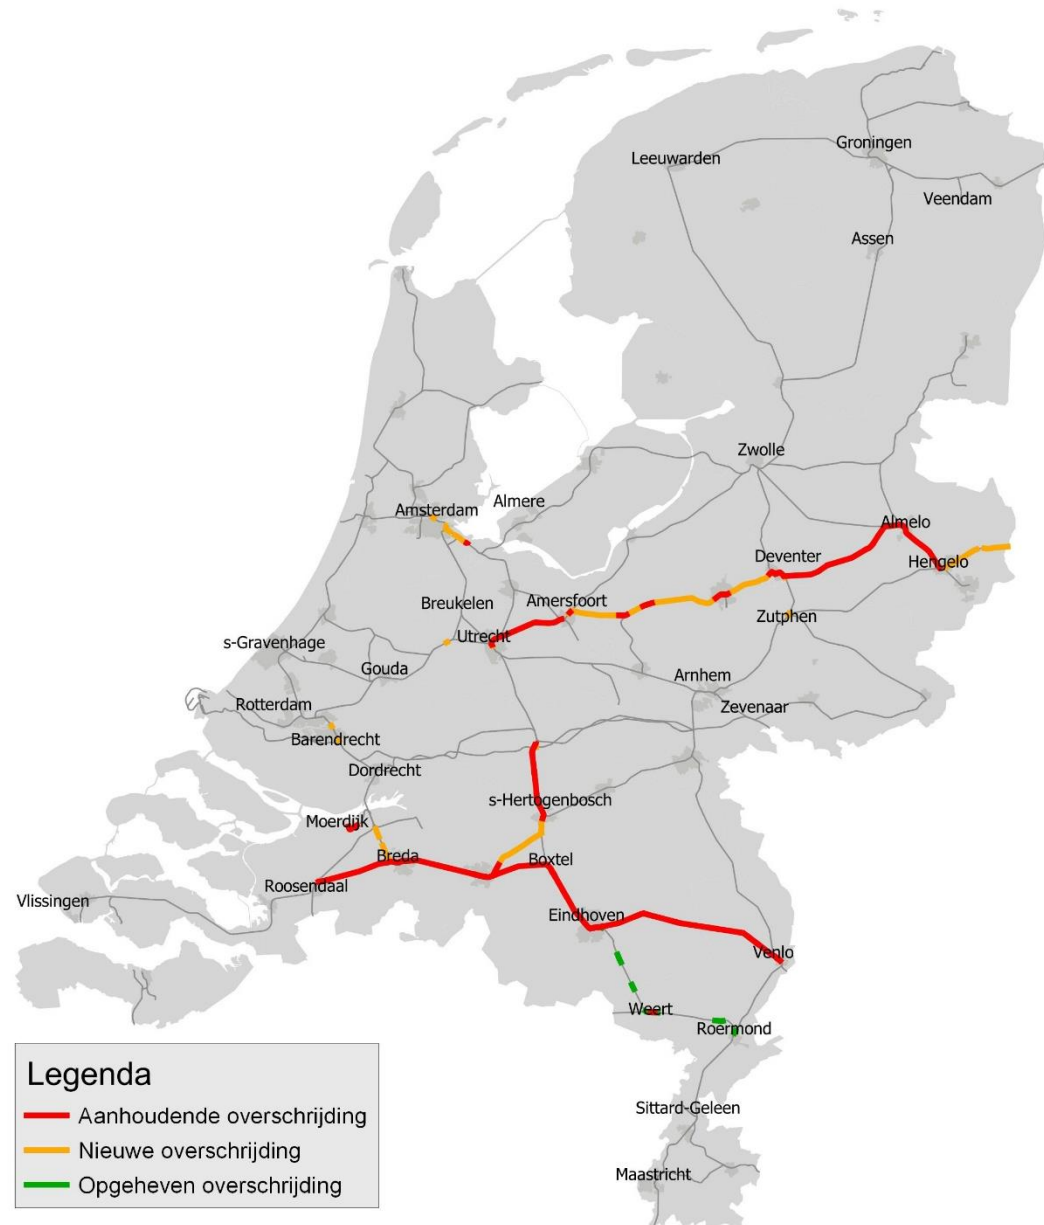 Groningen
Leeuwarden
Veendam
Assen
Zwolle
Almere
Amsterdam
Almelo
Deventer
Hengelo
Breukelen
Amersfoort
Zutphen
Utrecht
s-Gravenhage
Gouda
Arnhem
Zevenaar
Rotterdam
Barendrecht
Dordrecht
s-Hertogenbosch
Moerdijk
Breda
Boxtel
Roosendaal
Vlissingen
Eindhoven
Venlo
Weert
Roermond
Sittard-Geleen
Maastricht
Legenda
Aanhoudende overschrijding
Nieuwe overschrijding
Opgeheven overschrijding